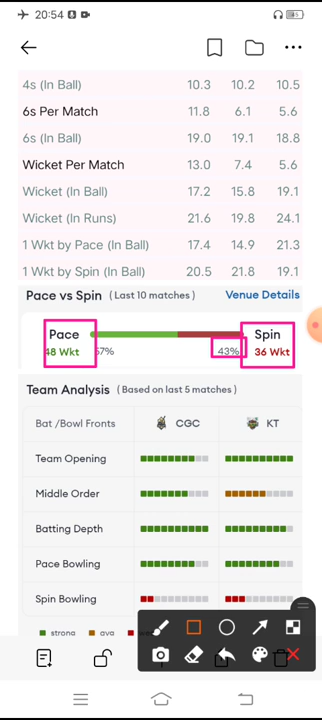 20:54
4s (In Ball) 10.3 10.2 10.5
6s Per Match 11.8 6.1 5.6
6s (In Ball) 19.0 19.1 18.8
Wicket Per Match 13.0 7.4 5.6
Wicket (In Ball) 17.2 15.8 19.1
Wicket (In Runs) 21.6 19.8 24.1
1 Wkt by Pace (In Ball) 17.4 14.9 21.3
1 Wkt by Spin (In Ball) 20.5 21.8 19.1
Pace vs Spin (Last 10 matches) Venue Details
Pace Spin
48 Wkt 57% 43% 36 Wkt
Team Analysis (Based on last 5 matches)
Bat /Bowl Fronts CGC KT
Team Opening
Middle Order
Batting Depth
Pace Bowling
Spin Bowling
strong avg